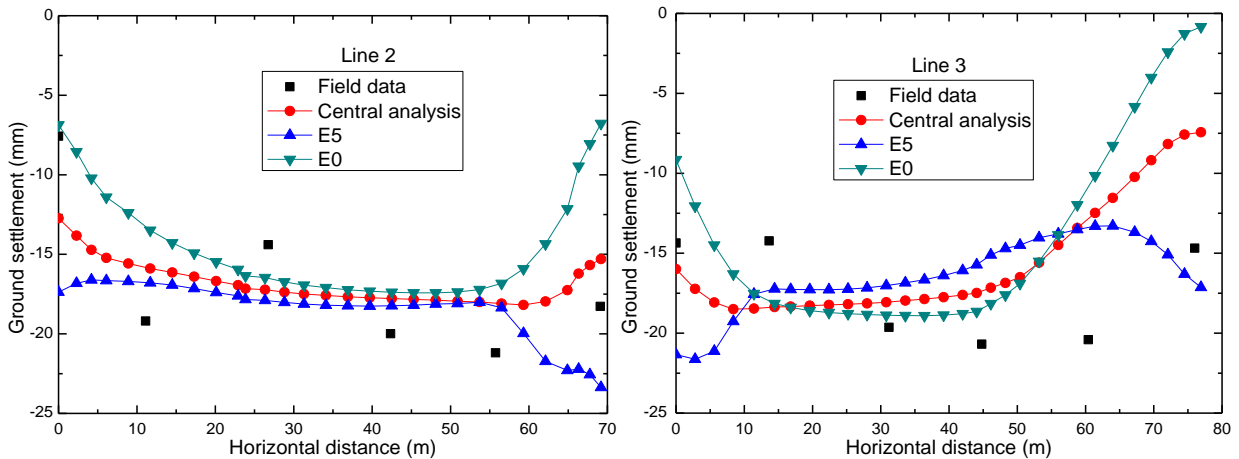 Line 2
Field data
Central analysis
E5
E0
0
-5
-10
-15
-20
-25
Ground settlement (mm)
0 10 20 30 40 50 60 70
Horizontal distance (m)
Line 3
Field data
Central analysis
E5
E0
0
-5
-10
-15
-20
-25
Ground settlement (mm)
0 10 20 30 40 50 60 70 80
Horizontal distance (m)